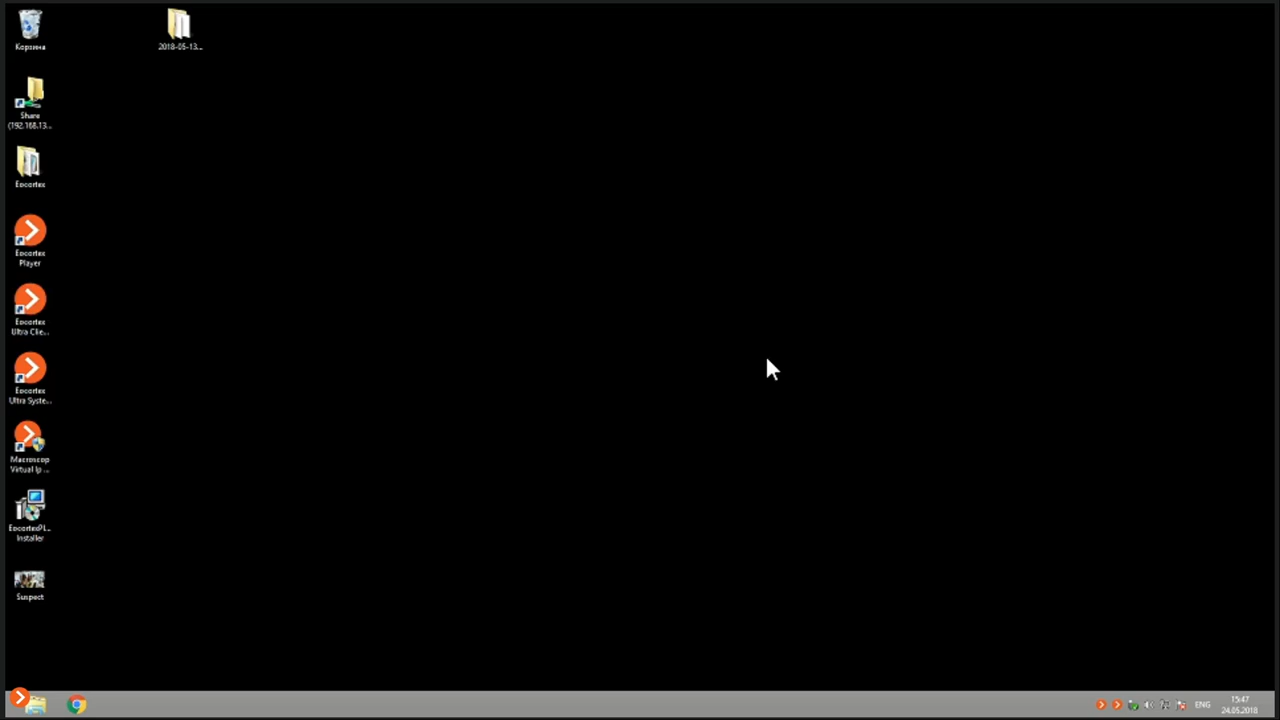 Корзина
2018-05-13...
Share
(192.168.13...
Eocortex
Eocortex
Player
Eocortex
Ultra Clie...
Eocortex
Ultra Syste...
Macroscop
Virtual Ip ...
EocortexPL...
Installer
Suspect
ENG
15:47
24.05.2018